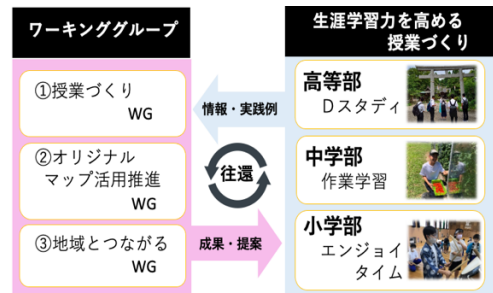 ワーキンググループ
①授業づくり
WG
②オリジナル
マップ活用推進
WG
③地域とつながる
WG
情報・実践例
往還
成果・提案
生涯学習力を高める
授業づくり
高等部
Dスタディ
中学部
作業学習
小学部
エンジョイ
タイム